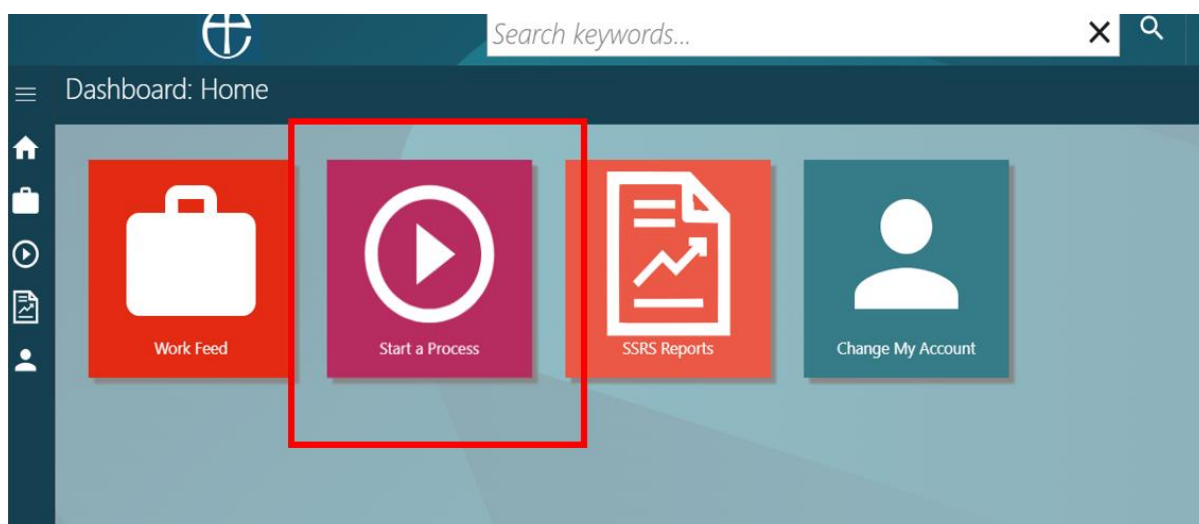 Search keywords...
Dashboard: Home
Work Feed
Start a Process
SSRS Reports
Change My Account